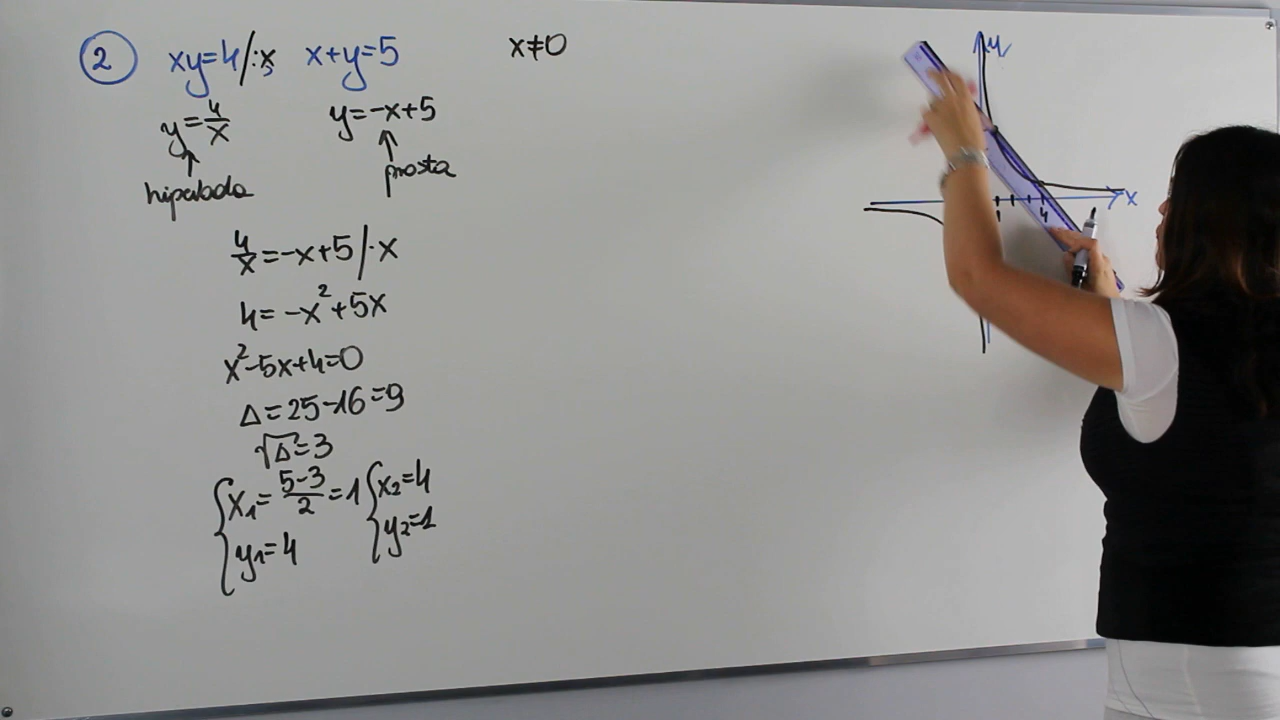 2 xy=4/:x x+y=5 x≠0
y=4/x y=-x+5
hiperbola prosta
4/x=-x+5/·x
4=-x²+5x
x²-5x+4=0
Δ=25-16=9
√Δ=3
x₁=5-3/2=1 x₂=4
y₁=4 y₂=1
y
x
1 4